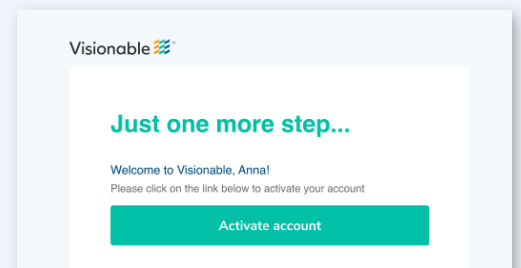 Visionable™
Just one more step...
Welcome to Visionable, Anna!
Please click on the link below to activate your account
Activate account